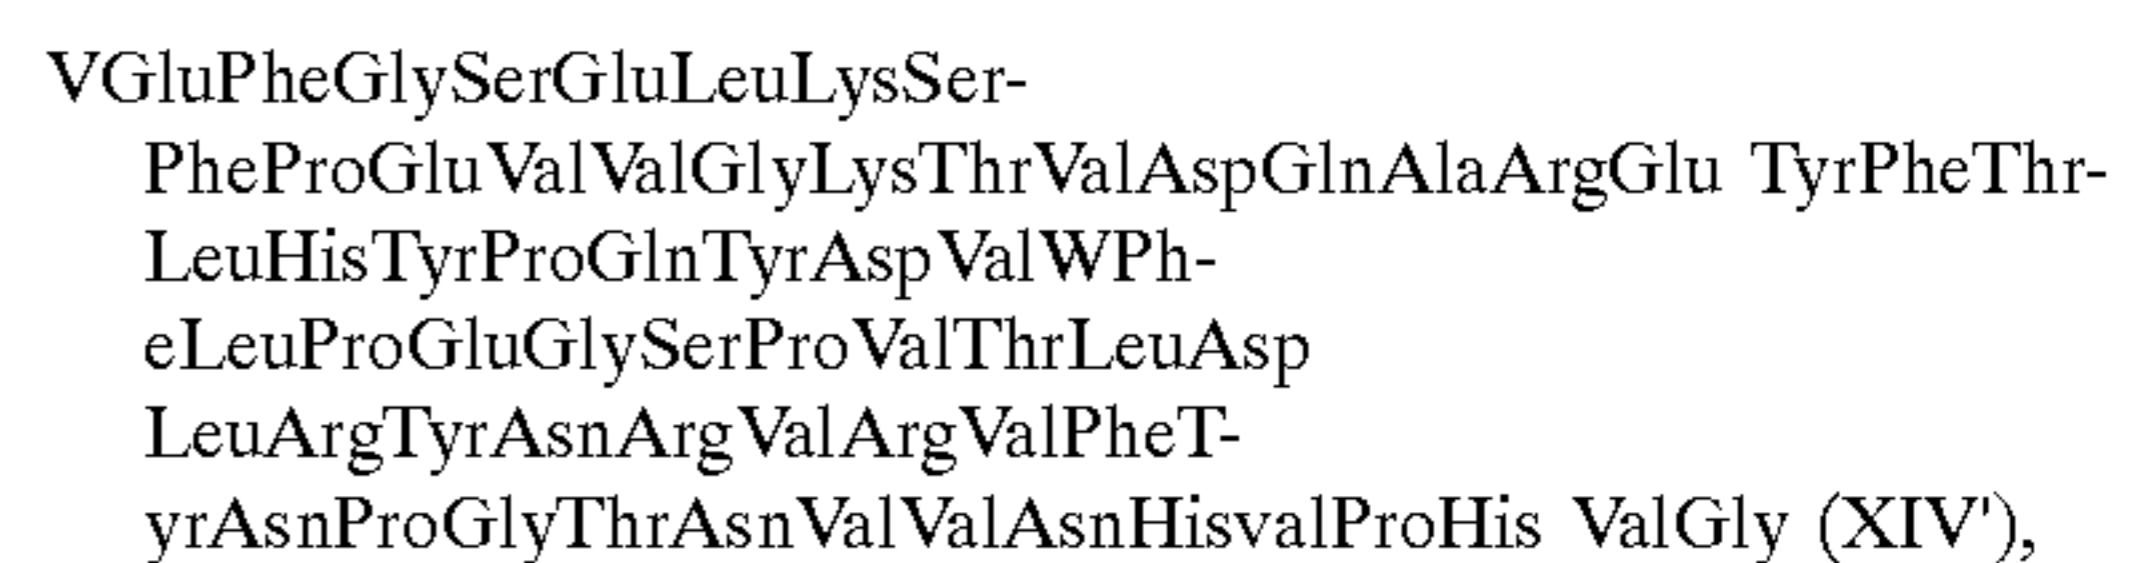 VGluPheGlySerGluLeuLysSer-
PheProGluValValGlyLysThrValAspGlnAlaArgGlu TyrPheThr-
LeuHisTyrProGlnTyrAspValWPh-
eLeuProGluGlySerProValThrLeuAsp
LeuArgTyrAsnArgValArgValPheT-
yrAsnProGlyThrAsnValValAsnHisvalProHis ValGly (XIV'),